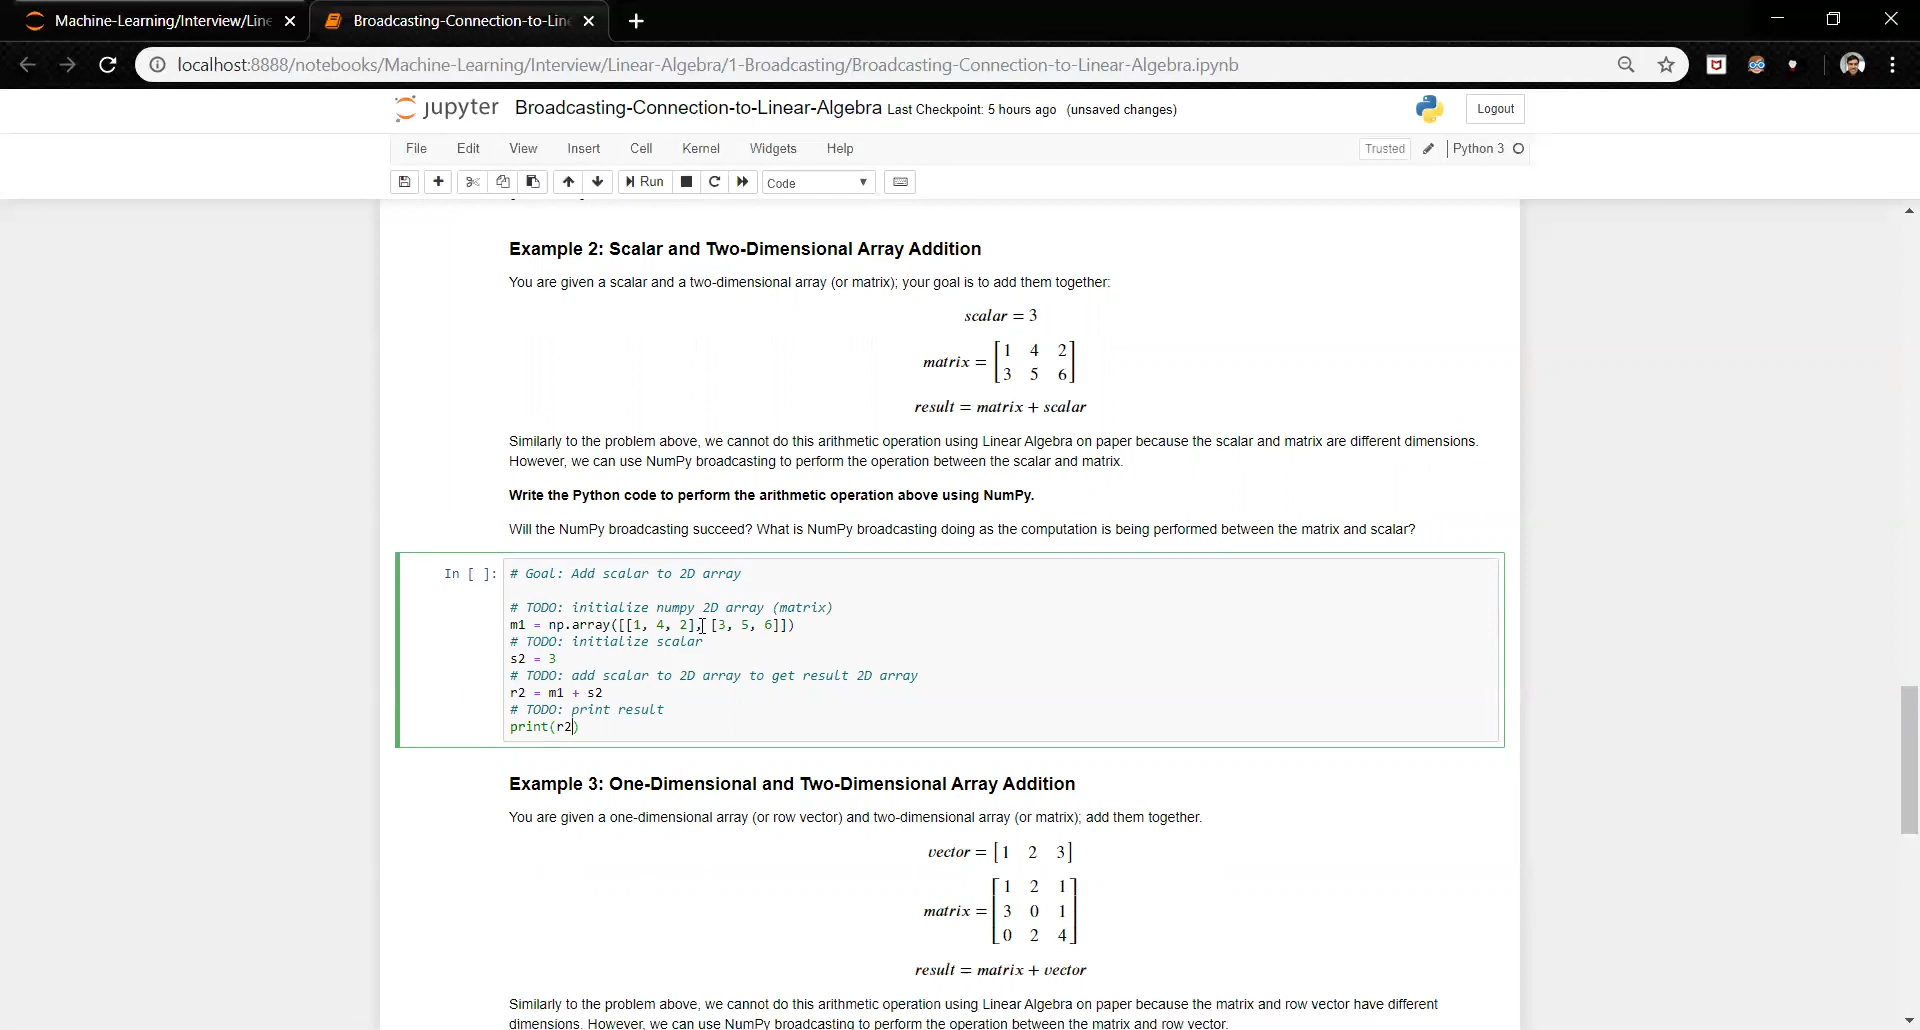 Machine-Learning/Interview/Line
Broadcasting-Connection-to-Lin
localhost:8888/notebooks/Machine-Learning/Interview/Linear-Algebra/1-Broadcasting/Broadcasting-Connection-to-Linear-Algebra.ipynb
jupyter Broadcasting-Connection-to-Linear-Algebra Last Checkpoint: 5 hours ago (unsaved changes)
Logout
File Edit View Insert Cell Kernel Widgets Help
Trusted Python 3
Run Code
Example 2: Scalar and Two-Dimensional Array Addition
You are given a scalar and a two-dimensional array (or matrix); your goal is to add them together:
scalar = 3
matrix = [1 4 2]
[3 5 6]
result = matrix + scalar
Similarly to the problem above, we cannot do this arithmetic operation using Linear Algebra on paper because the scalar and matrix are different dimensions.
However, we can use NumPy broadcasting to perform the operation between the scalar and matrix.
Write the Python code to perform the arithmetic operation above using NumPy.
Will the NumPy broadcasting succeed? What is NumPy broadcasting doing as the computation is being performed between the matrix and scalar?
In [ ]: # Goal: Add scalar to 2D array
# TODO: initialize numpy 2D array (matrix)
m1 = np.array([[1, 4, 2], [3, 5, 6]])
# TODO: initialize scalar
s2 = 3
# TODO: add scalar to 2D array to get result 2D array
r2 = m1 + s2
# TODO: print result
print(r2)
Example 3: One-Dimensional and Two-Dimensional Array Addition
You are given a one-dimensional array (or row vector) and two-dimensional array (or matrix); add them together.
vector = [1 2 3]
[1 2 1]
matrix = [3 0 1]
[0 2 4]
result = matrix + vector
Similarly to the problem above, we cannot do this arithmetic operation using Linear Algebra on paper because the matrix and row vector have different
dimensions. However, we can use NumPy broadcasting to perform the operation between the matrix and row vector.